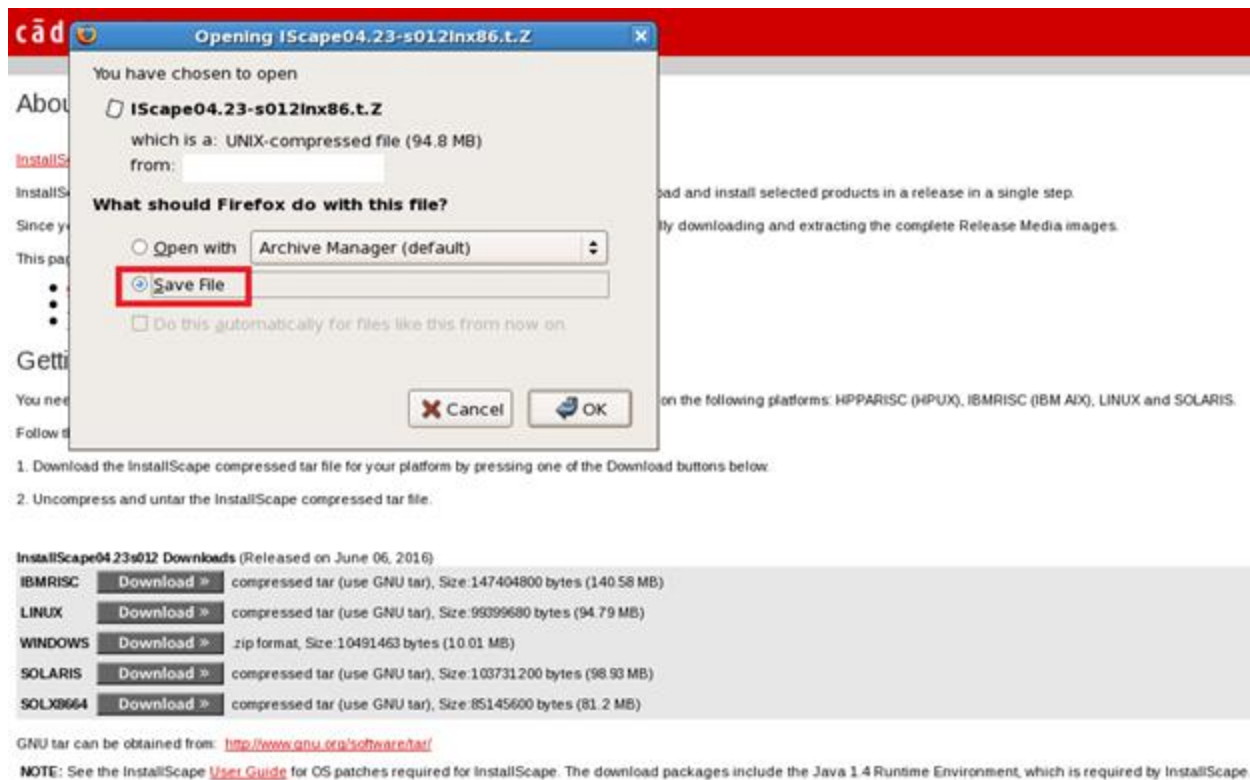 cād
Opening IScape04.23-s012lnx86.t.Z
You have chosen to open
IScape04.23-s012lnx86.t.Z
which is a: UNIX-compressed file (94.8 MB)
from:
What should Firefox do with this file?
Open with Archive Manager (default)
Save File
Do this automatically for files like this from now on.
Cancel OK
Abou
InstallS
InstallS ad and install selected products in a release in a single step.
Since y lly downloading and extracting the complete Release Media images.
This pag
Getti
You nee on the following platforms: HPPARISC (HPUX), IBMRISC (IBM AIX), LINUX and SOLARIS.
Follow t
1. Download the InstallScape compressed tar file for your platform by pressing one of the Download buttons below.
2. Uncompress and untar the InstallScape compressed tar file.
InstallScape04.23s012 Downloads (Released on June 06, 2016)
IBMRISC Download » compressed tar (use GNU tar), Size:147404800 bytes (140.58 MB)
LINUX Download » compressed tar (use GNU tar), Size:99399680 bytes (94.79 MB)
WINDOWS Download » .zip format, Size:10491463 bytes (10.01 MB)
SOLARIS Download » compressed tar (use GNU tar), Size:103731200 bytes (98.93 MB)
SOLX8664 Download » compressed tar (use GNU tar), Size:85145600 bytes (81.2 MB)
GNU tar can be obtained from: http://www.gnu.org/software/tar/
NOTE: See the InstallScape User Guide for OS patches required for InstallScape. The download packages include the Java 1.4 Runtime Environment, which is required by InstallScape